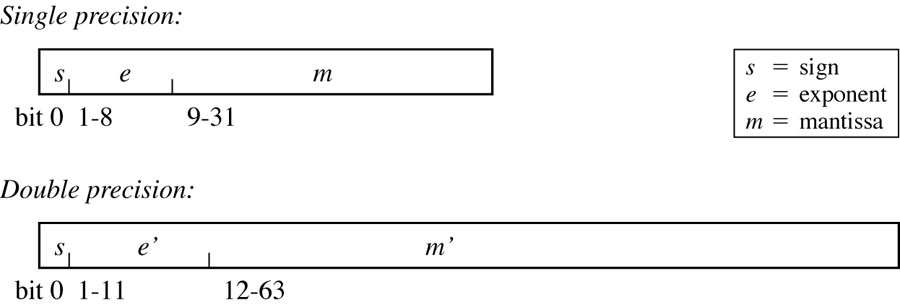 Single precision:
s e m
bit 0 1-8 9-31
s = sign
e = exponent
m = mantissa
Double precision:
s e’ m’
bit 0 1-11 12-63